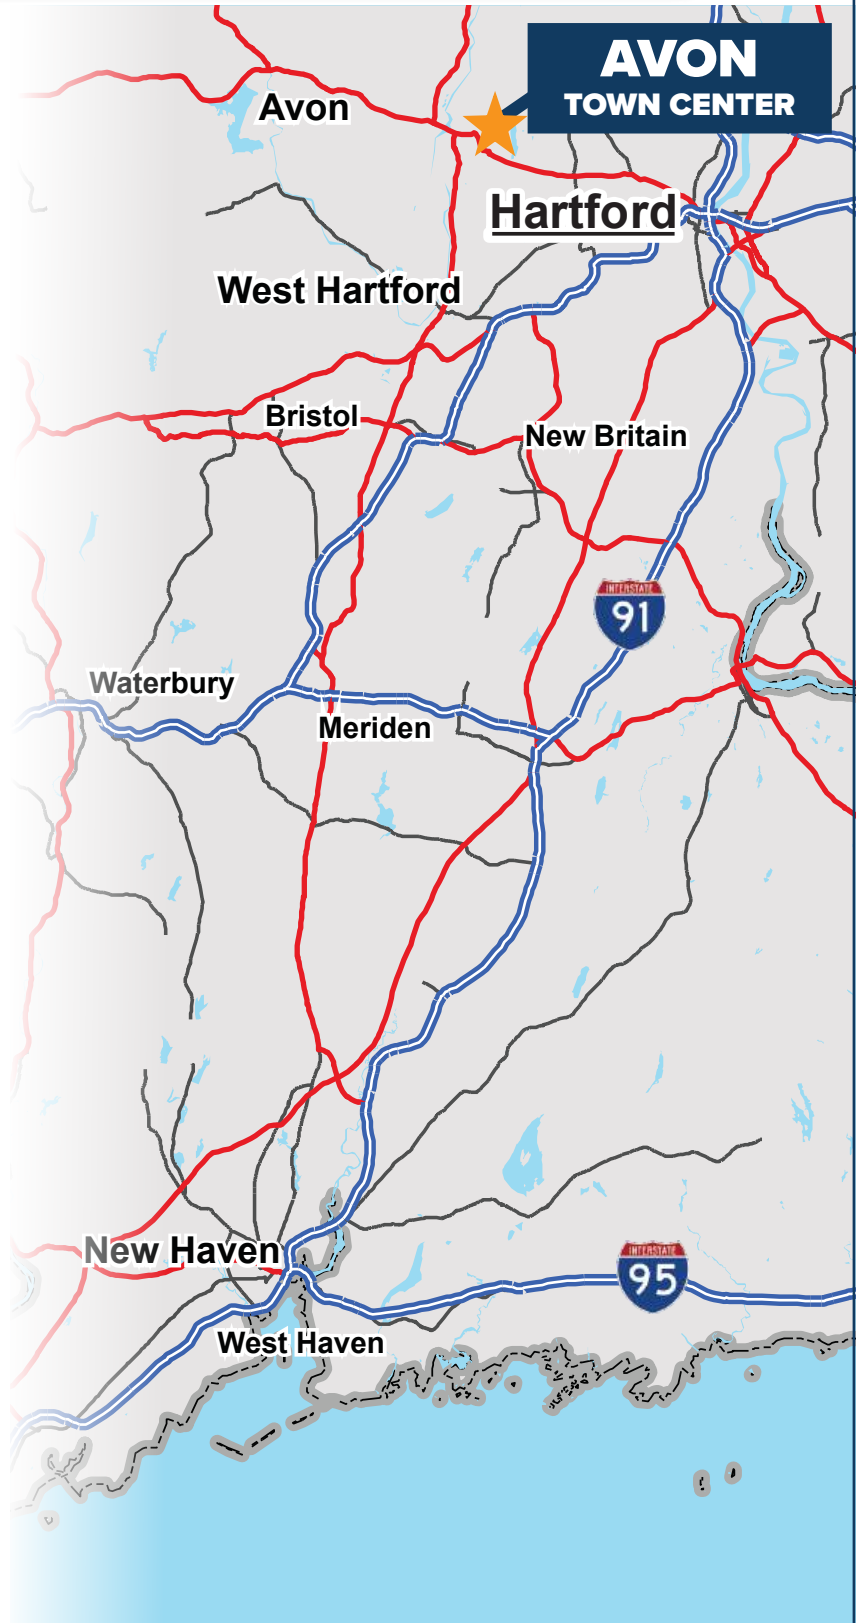 AVON
TOWN CENTER
Avon
Hartford
West Hartford
Bristol
New Britain
INTERSTATE
91
Waterbury
Meriden
New Haven
INTERSTATE
95
West Haven